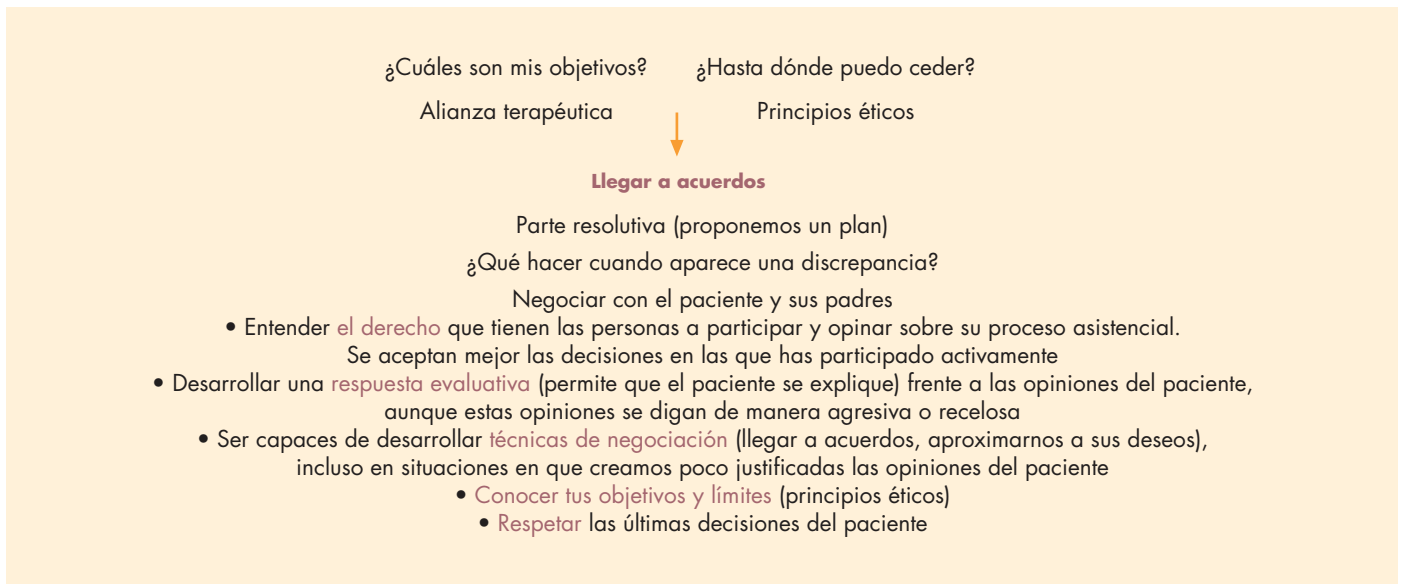 ¿Cuáles son mis objetivos? ¿Hasta dónde puedo ceder?
Alianza terapéutica Principios éticos
Llegar a acuerdos
Parte resolutiva (proponemos un plan)
¿Qué hacer cuando aparece una discrepancia?
Negociar con el paciente y sus padres
• Entender el derecho que tienen las personas a participar y opinar sobre su proceso asistencial.
Se aceptan mejor las decisiones en las que has participado activamente
• Desarrollar una respuesta evaluativa (permite que el paciente se explique) frente a las opiniones del paciente,
aunque estas opiniones se digan de manera agresiva o recelosa
• Ser capaces de desarrollar técnicas de negociación (llegar a acuerdos, aproximarnos a sus deseos),
incluso en situaciones en que creamos poco justificadas las opiniones del paciente
• Conocer tus objetivos y límites (principios éticos)
• Respetar las últimas decisiones del paciente